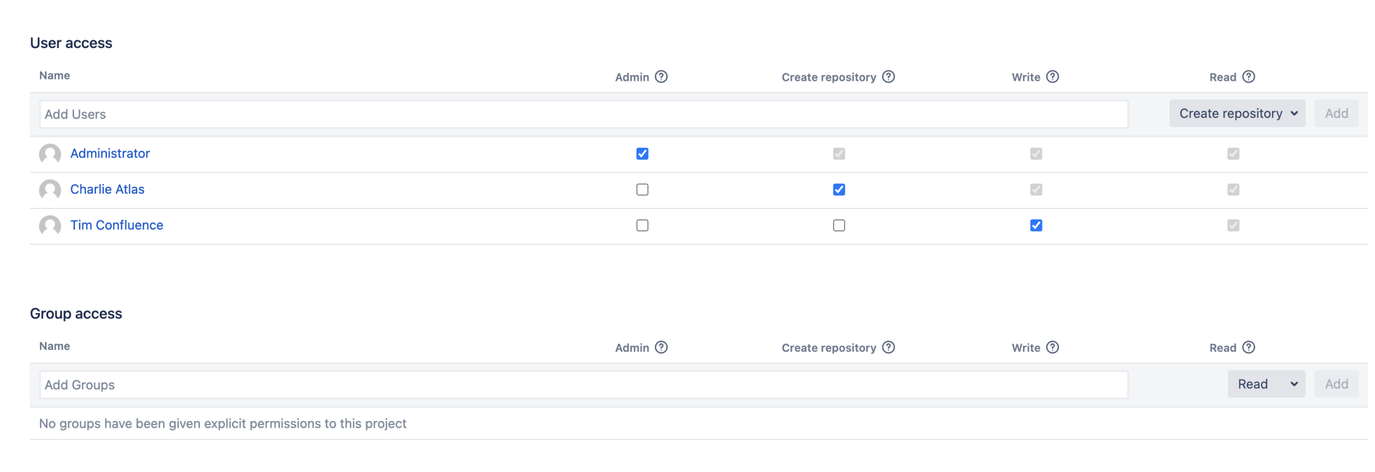 User access
Name Admin Create repository Write Read
Add Users Create repository Add
Administrator
Charlie Atlas
Tim Confluence
Group access
Name Admin Create repository Write Read
Add Groups Read Add
No groups have been given explicit permissions to this project